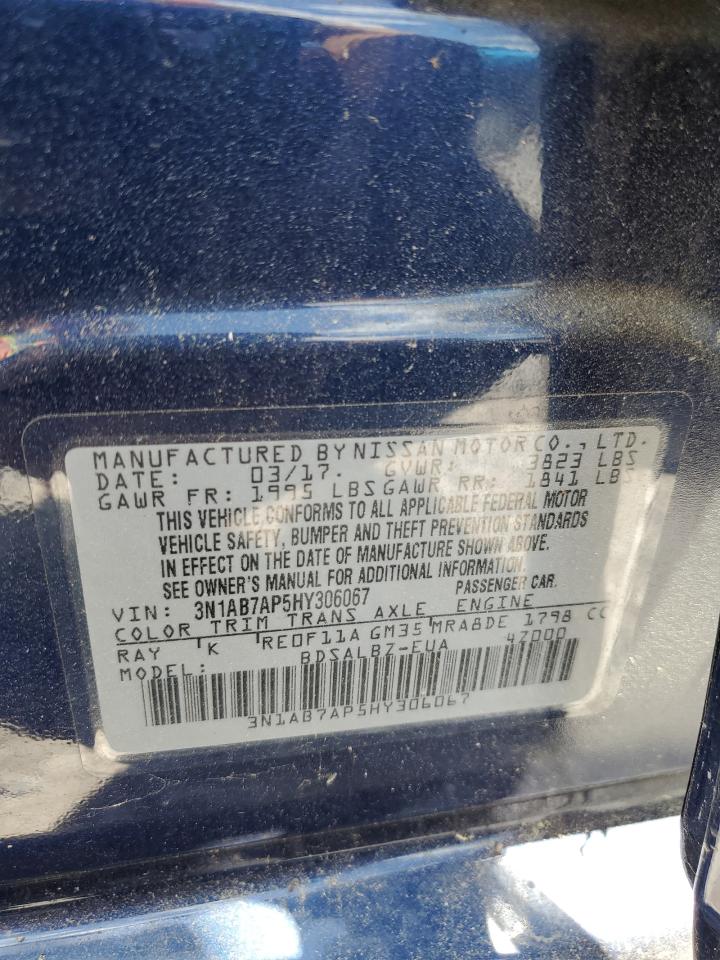 MANUFACTURED BY NISSAN MOTOR CO., LTD.
DATE: 03/17. GVWR: 3823 LBS
GAWR FR: 1995 LBS GAWR RR: 1841 LBS
THIS VEHICLE CONFORMS TO ALL APPLICABLE FEDERAL MOTOR
VEHICLE SAFETY, BUMPER AND THEFT PREVENTION STANDARDS
IN EFFECT ON THE DATE OF MANUFACTURE SHOWN ABOVE.
SEE OWNER'S MANUAL FOR ADDITIONAL INFORMATION.
VIN: 3N1AB7AP5HY306067 PASSENGER CAR.
COLOR TRIM TRANS AXLE ENGINE
RAY K RE0F11A GM35 MRA8DE 1798 CC
MODEL: BDSALBZ-EUA 4Z000
3N1AB7AP5HY306067